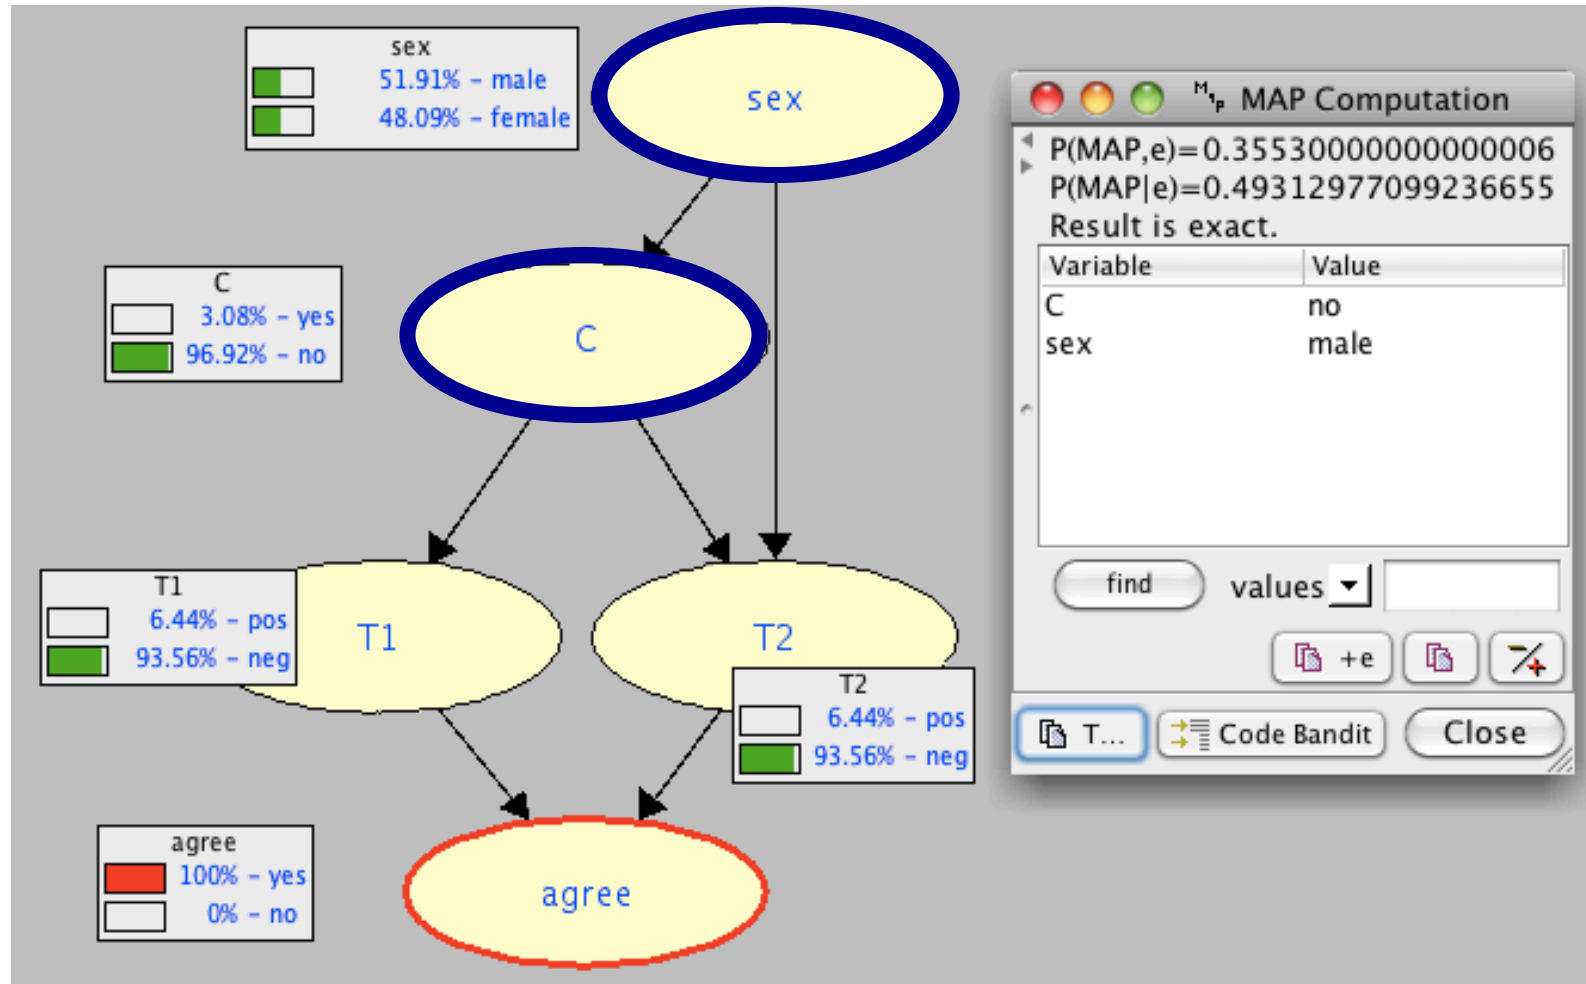 sex
51.91% - male
48.09% - female
sex
C
3.08% - yes
96.92% - no
C
T1
6.44% - pos
93.56% - neg
T1
T2
T2
6.44% - pos
93.56% - neg
agree
100% - yes
0% - no
agree
MAP MAP Computation
P(MAP,e)=0.35530000000000006
P(MAP|e)=0.49312977099236655
Result is exact.
Variable Value
C no
sex male
find values
+e
T... Code Bandit Close